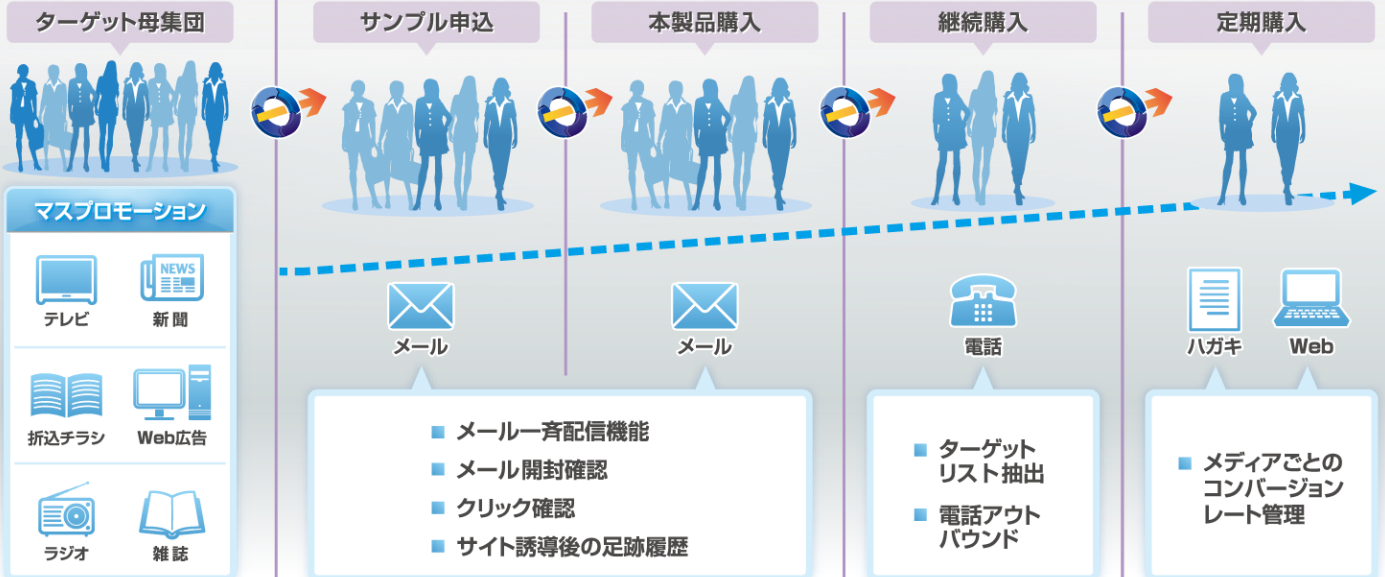 ターゲット母集団
サンプル申込
本製品購入
継続購入
定期購入
マスプロモーション
テレビ
NEWS
新聞
折込チラシ
Web広告
ラジオ
雑誌
メール
メール
メール一斉配信機能
メール開封確認
クリック確認
サイト誘導後の足跡履歴
電話
ターゲット
リスト抽出
電話アウト
バウンド
ハガキ
Web
メディアごとの
コンバージョン
レート管理